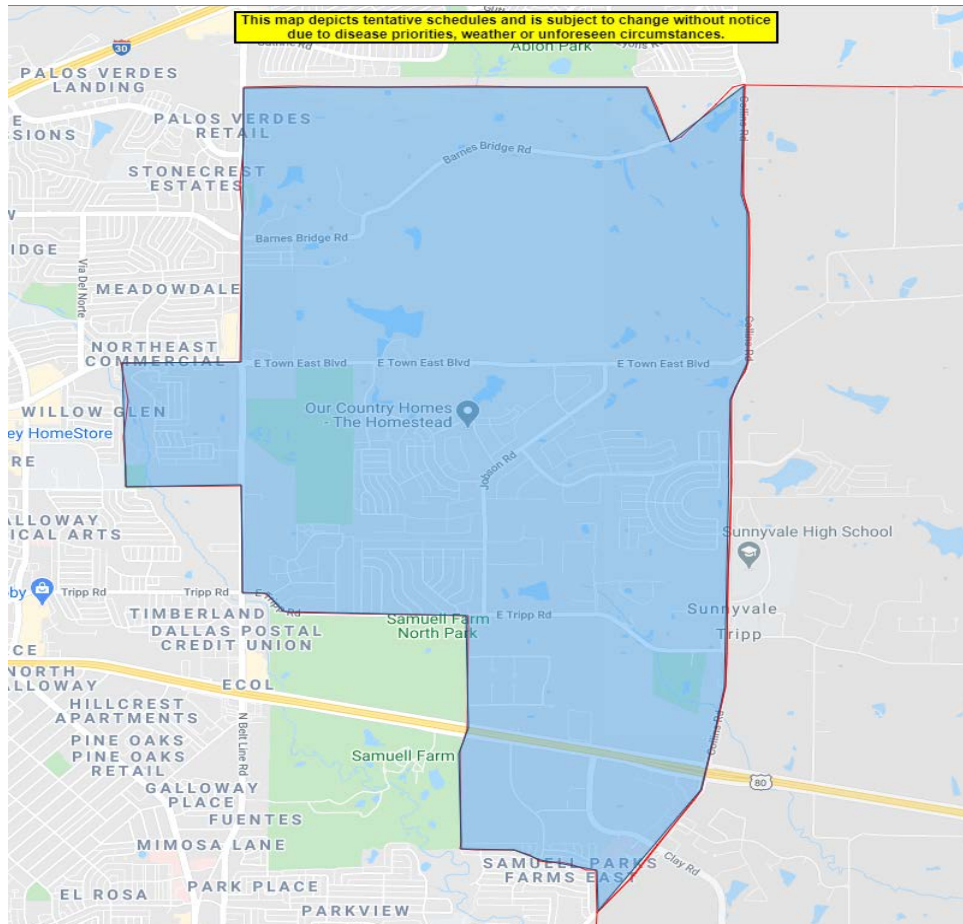 This map depicts tentative schedules and is subject to change without notice
due to disease priorities, weather or unforeseen circumstances.
Ablon Park
30
PALOS VERDES
LANDING
PALOS VERDES
RETAIL
STONECREST
ESTATES
Barnes Bridge Rd
Collins Rd
Barnes Bridge Rd
Via Del Norte
MEADOWDALE
NORTHEAST
COMMERCIAL
E Town East Blvd
E Town East Blvd
E Town East Blvd
Collins Rd
WILLOW GLEN
Our Country Homes
- The Homestead
ey HomeStore
Jobson Rd
ALLOWAY
ICAL ARTS
Sunnyvale High School
by
Tripp Rd
E Tripp Rd
E Tripp Rd
TIMBERLAND
DALLAS POSTAL
CREDIT UNION
Samuell Farm
North Park
Sunnyvale
Tripp
NORTH
ALLOWAY
ECOL
HILLCREST
APARTMENTS
N Belt Line Rd
PINE OAKS
PINE OAKS
RETAIL
Samuell Farm
Collins Rd
80
GALLOWAY
PLACE
FUENTES
MIMOSA LANE
SAMUELL PARKS
FARMS EAST
Clay Rd
EL ROSA
PARK PLACE
PARKVIEW